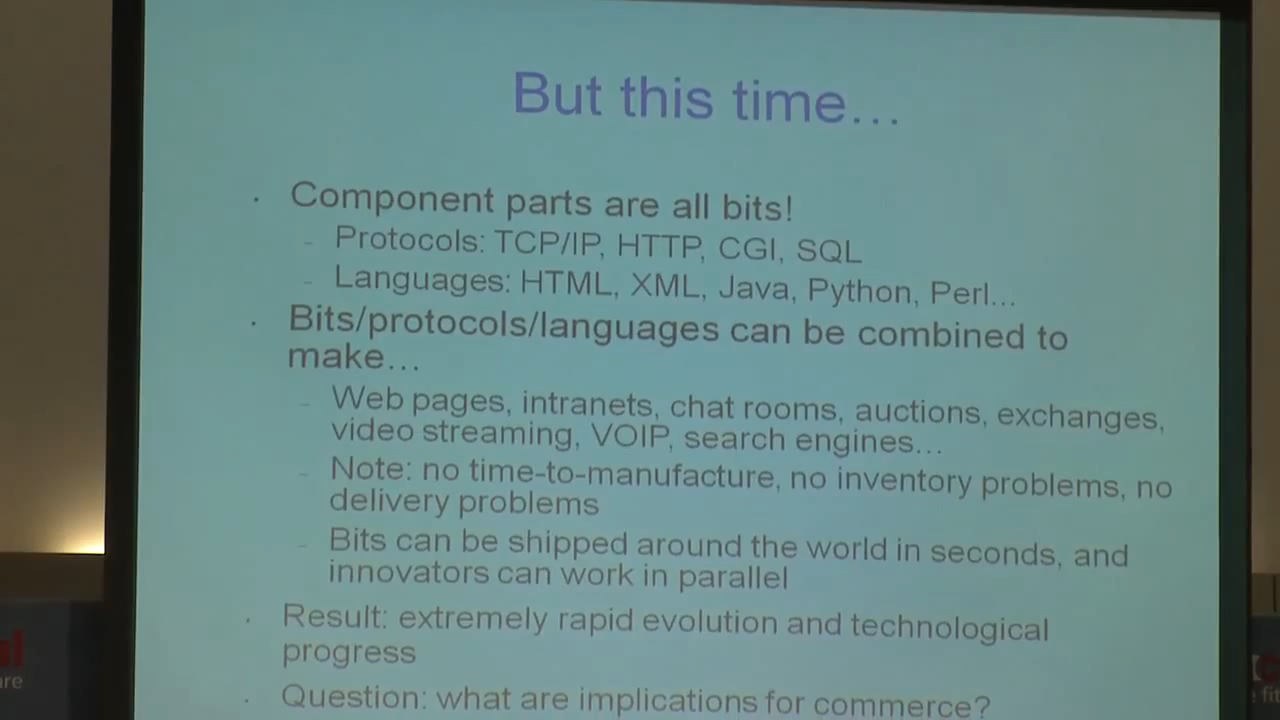 But this time...
Component parts are all bits!
Protocols: TCP/IP, HTTP, CGI, SQL
Languages: HTML, XML, Java, Python, Perl...
Bits/protocols/languages can be combined to
make...
Web pages, intranets, chat rooms, auctions, exchanges,
video streaming, VOIP, search engines...
Note: no time-to-manufacture, no inventory problems, no
delivery problems
Bits can be shipped around the world in seconds, and
innovators can work in parallel
Result: extremely rapid evolution and technological
progress
Question: what are implications for commerce?